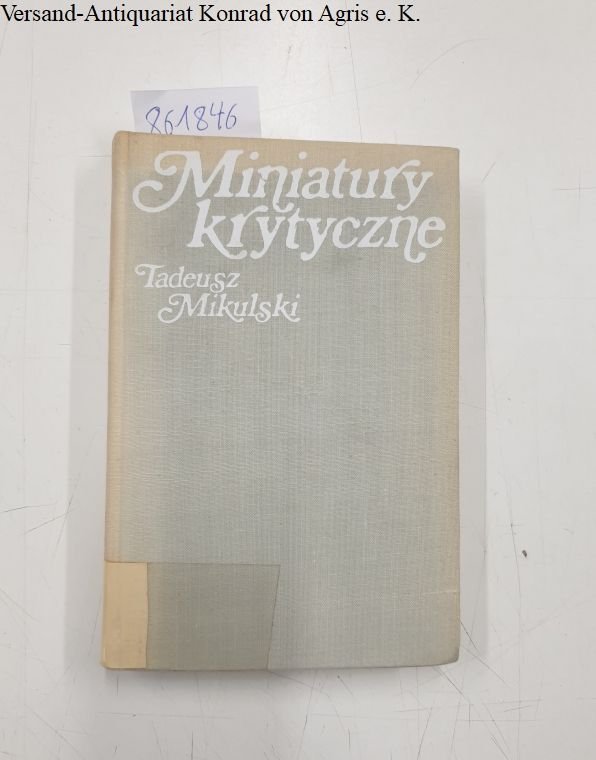 Versand-Antiquariat Konrad von Agris e. K.
861846
Miniatury
krytyczne
Tadeusz
Mikulski